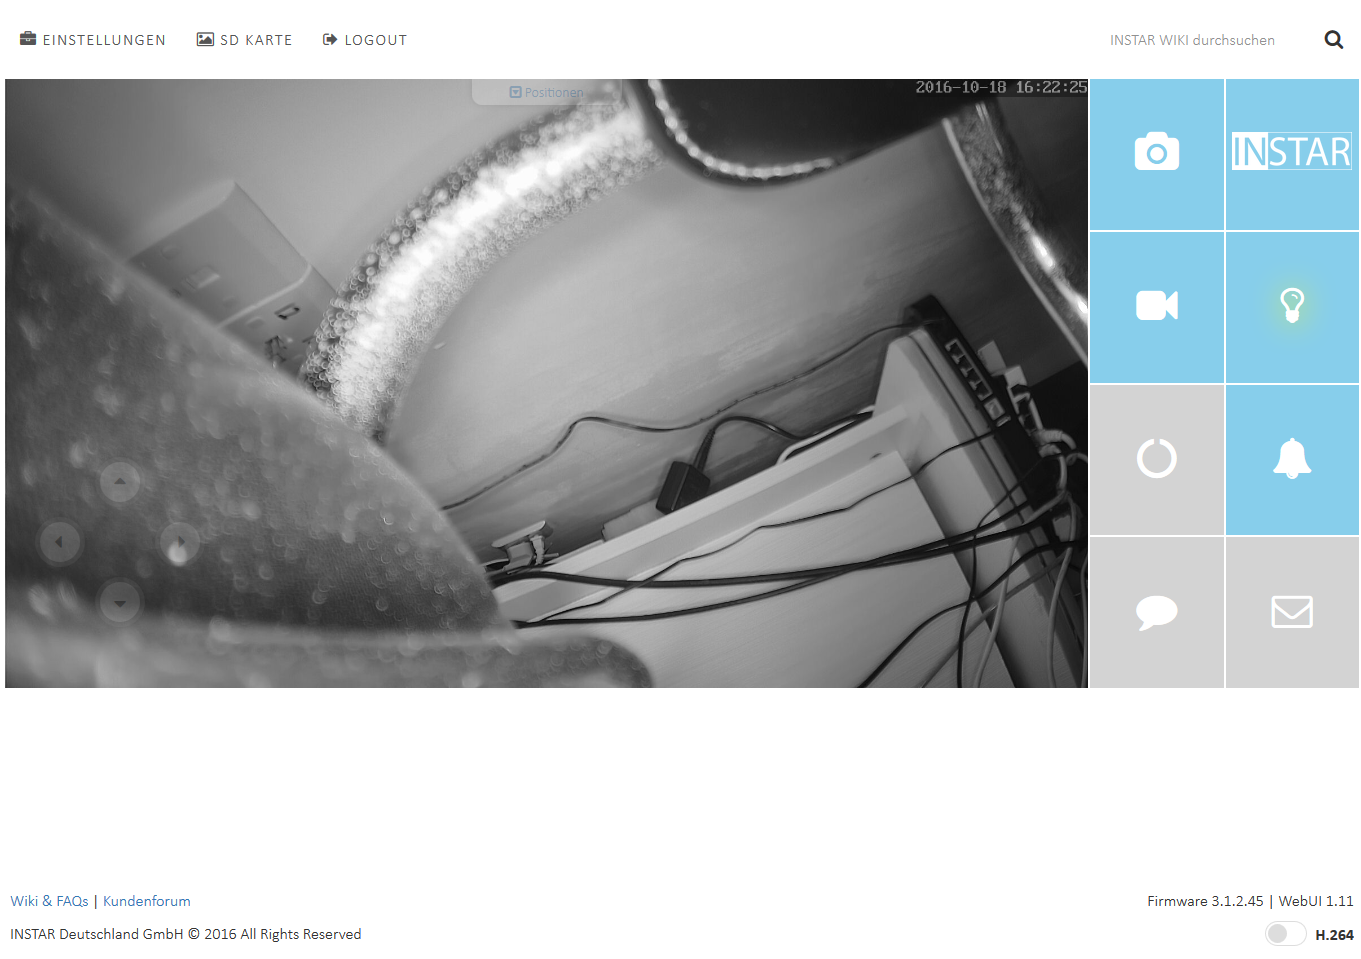 EINSTELLUNGEN
SD KARTE
LOGOUT
INSTAR WIKI durchsuchen
Positionen
2016-10-18 16:22:25
INSTAR
Wiki & FAQs | Kundenforum
Firmware 3.1.2.45 | WebUI 1.11
INSTAR Deutschland GmbH © 2016 All Rights Reserved
H.264